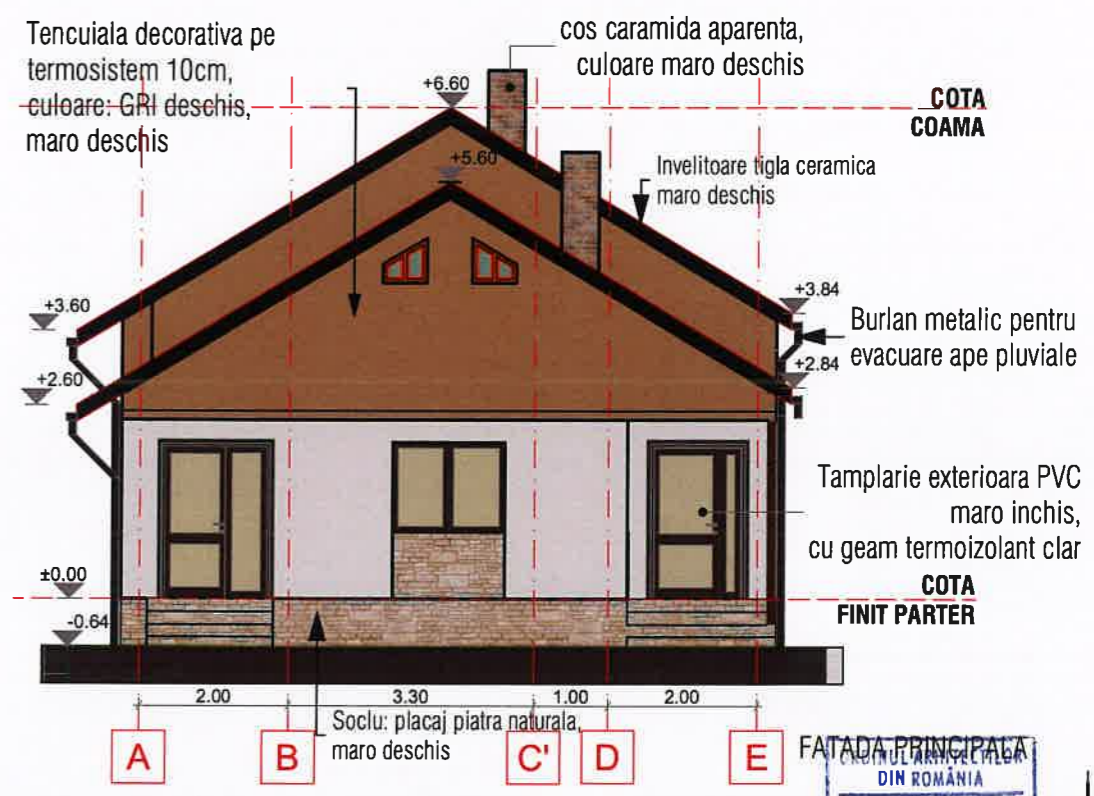 Tencuiala decorativa pe
termosistem 10cm,
culoare: GRI deschis,
maro deschis
cos caramida aparenta,
culoare maro deschis
+6.60
COTA
COAMA
+5.60
Invelitoare tigla ceramica
maro deschis
+3.60
+3.84
Burlan metalic pentru
evacuare ape pluviale
+2.60
+2.84
Tamplarie exterioara PVC
maro inchis,
cu geam termoizolant clar
±0.00
COTA
FINIT PARTER
-0.64
2.00
3.30
1.00
2.00
Soclu: placaj piatra naturala,
maro deschis
A
B
C'
D
E
FATADA PRINCIPALA
ORDINUL ARHITECTILOR
DIN ROMÂNIA